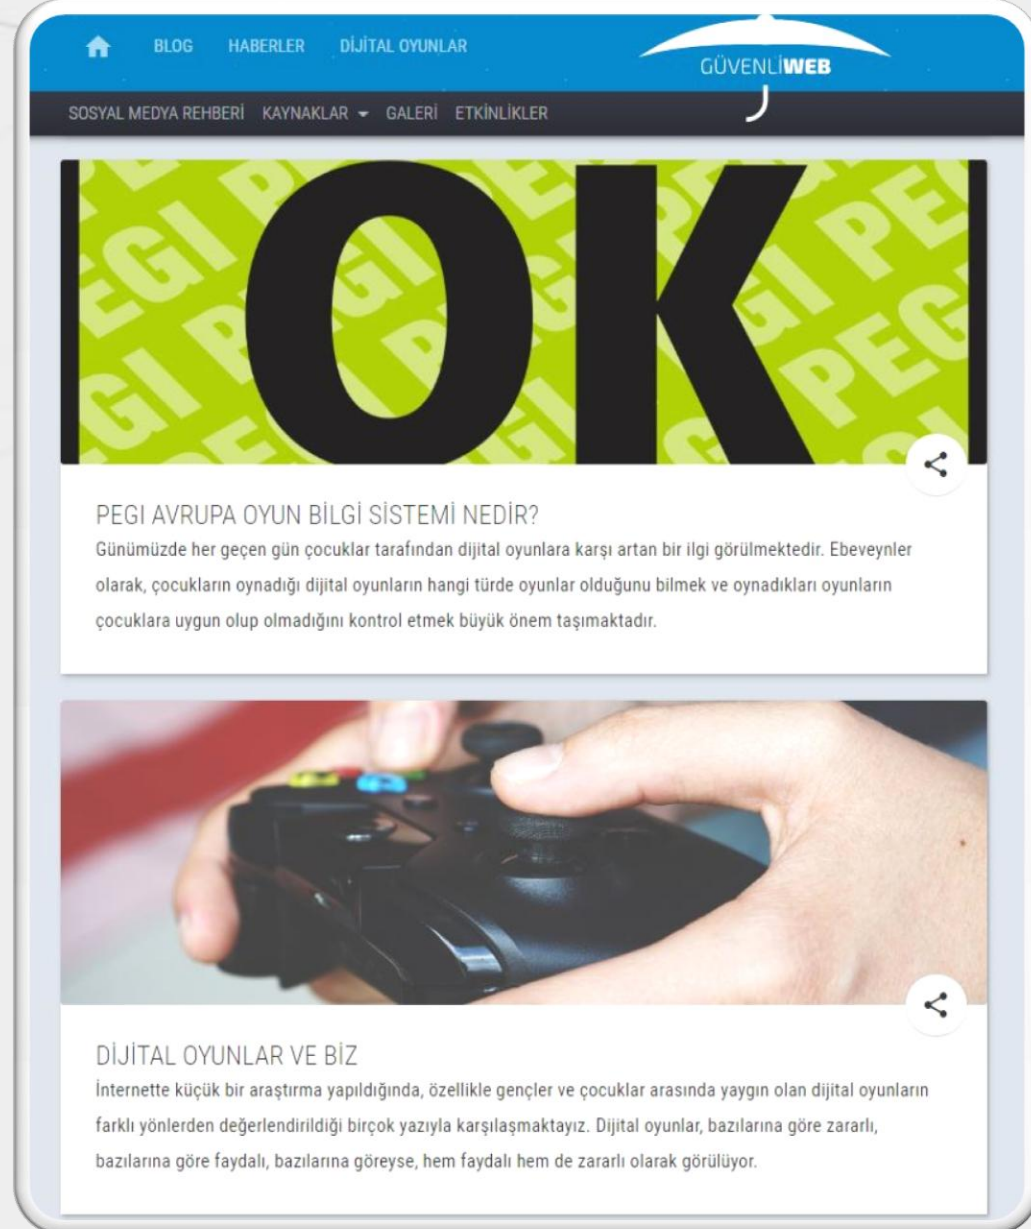 BLOG HABERLER DİJİTAL OYUNLAR
GÜVENLİWEB
SOSYAL MEDYA REHBERİ KAYNAKLAR GALERİ ETKİNLİKLER
PEGI PEGI PEGI
OK
PEGI AVRUPA OYUN BİLGİ SİSTEMİ NEDİR?
Günümüzde her geçen gün çocuklar tarafından dijital oyunlara karşı artan bir ilgi görülmektedir. Ebeveynler
olarak, çocukların oynadığı dijital oyunların hangi türde oyunlar olduğunu bilmek ve oynadıkları oyunların
çocuklara uygun olup olmadığını kontrol etmek büyük önem taşımaktadır.
DİJİTAL OYUNLAR VE BİZ
İnternette küçük bir araştırma yapıldığında, özellikle gençler ve çocuklar arasında yaygın olan dijital oyunların
farklı yönlerden değerlendirildiği birçok yazıyla karşılaşmaktayız. Dijital oyunlar, bazılarına göre zararlı,
bazılarına göre faydalı, bazılarına göreyse, hem faydalı hem de zararlı olarak görülüyor.